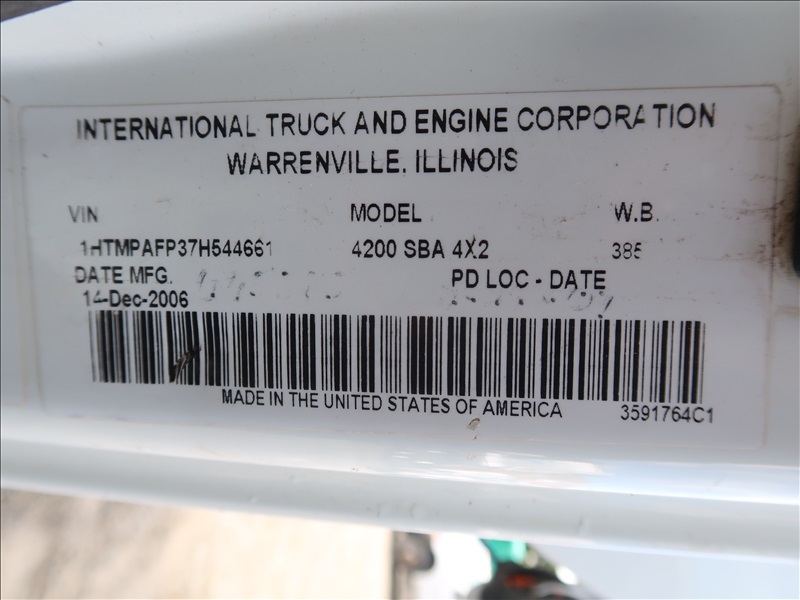 INTERNATIONAL TRUCK AND ENGINE CORPORATION
WARRENVILLE, ILLINOIS
VIN MODEL W.B.
1HTMPAFP37H544661 4200 SBA 4X2 385
DATE MFG. PD LOC - DATE
14-Dec-2006
MADE IN THE UNITED STATES OF AMERICA 3591764C1